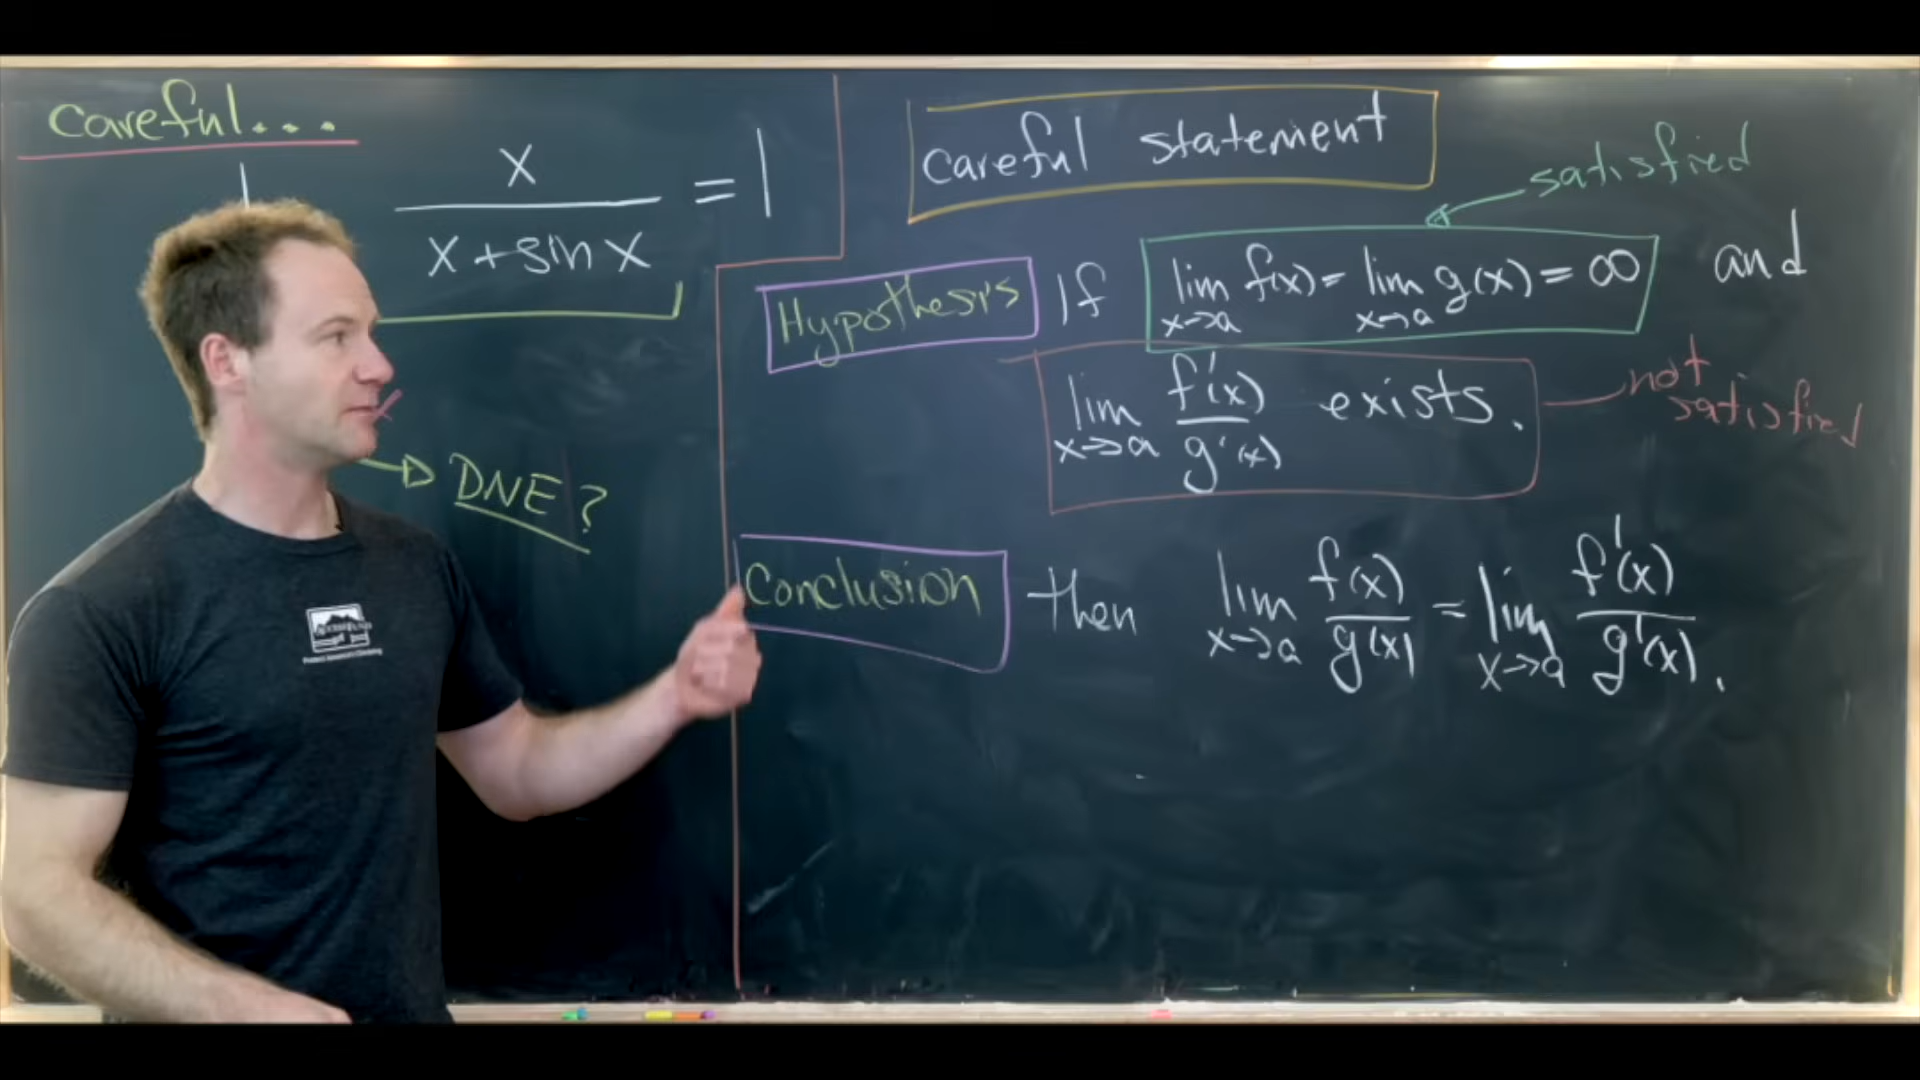 careful...
x
x + sin x
= 1
DNE?
careful statement
satisfied
Hypothesis If lim x→a f(x) = lim x→a g(x) = ∞ and
lim x→a f'(x)/g'(x) exists.
not
satisfied
Conclusion then lim x→a f(x)/g(x) = lim x→a f'(x)/g'(x).